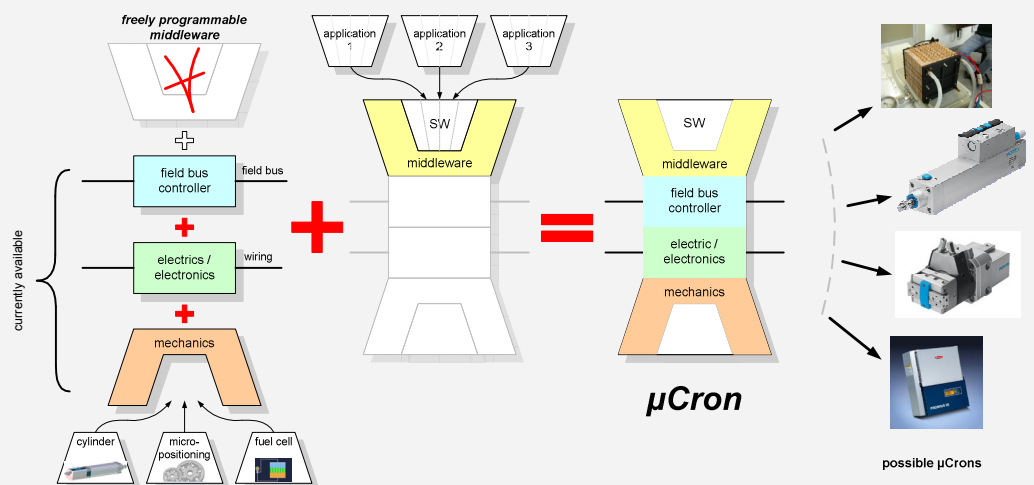 freely programmable
middleware
field bus
controller
field bus
electrics /
electronics
wiring
mechanics
currently available
cylinder
micro-
positioning
fuel cell
application
1
application
2
application
3
SW
middleware
SW
middleware
field bus
controller
electric /
electronics
mechanics
µCron
possible µCrons